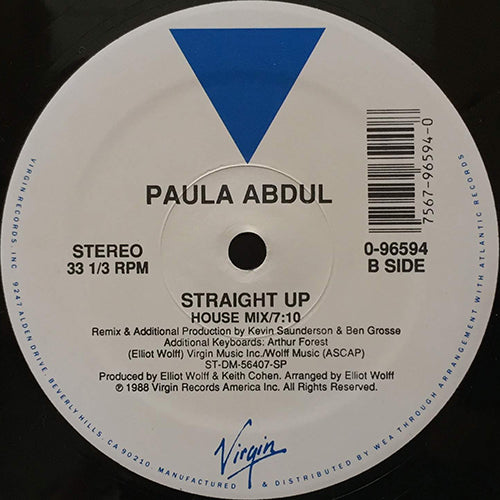 PAULA ABDUL
7567-96594-0
STEREO
33 1/3 RPM
0-96594
B SIDE
STRAIGHT UP
HOUSE MIX/7:10
Remix & Additional Production by Kevin Saunderson & Ben Grosse
Additional Keyboards: Arthur Forest
(Elliot Wolff) Virgin Music Inc./Wolff Music (ASCAP)
ST-DM-56407-SP
Produced by Elliot Wolff & Keith Cohen. Arranged by Elliot Wolff
℗ 1988 Virgin Records America Inc. All Rights Reserved.
Virgin
VIRGIN RECORDS, INC. 9247 ALDEN DRIVE, BEVERLY HILLS, CA 90210. MANUFACTURED & DISTRIBUTED BY WEA THROUGH ARRANGEMENT WITH ATLANTIC RECORDS